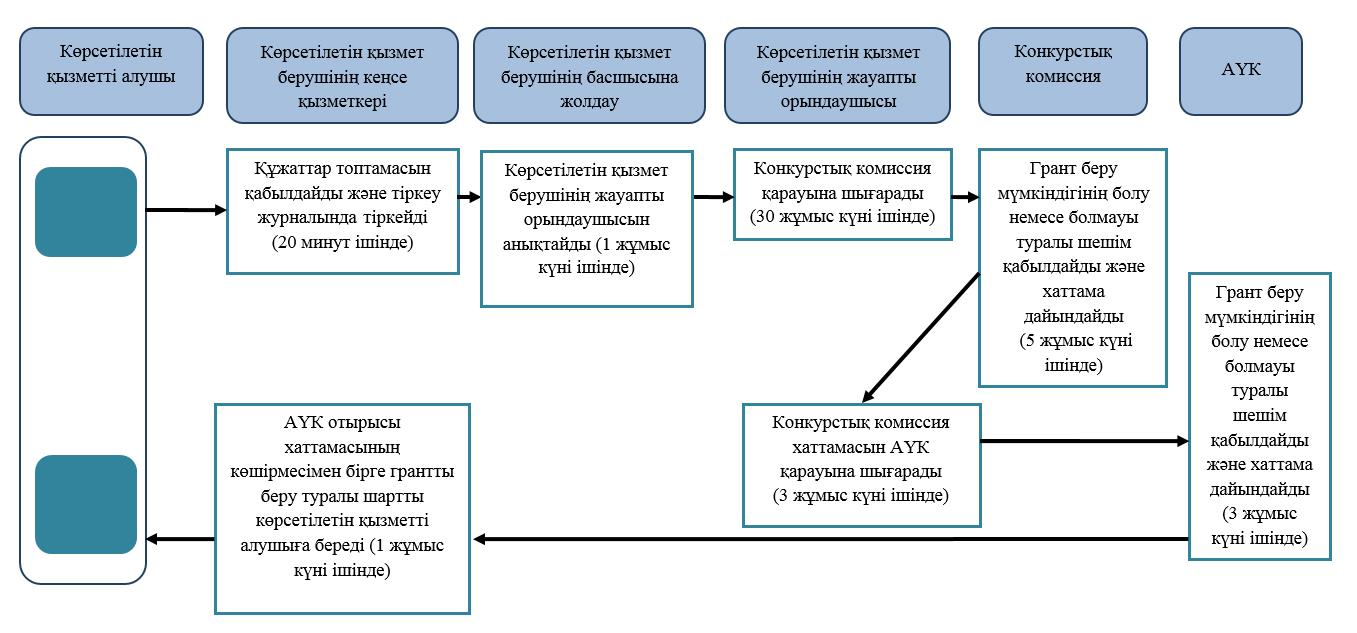 Көрсетілетін
қызметті алушы
Көрсетілетін қызмет
берушінің кеңсе
қызметкері
Көрсетілетін қызмет
берушінің басшысына
жолдау
Көрсетілетін қызмет
берушінің жауапты
орындаушысы
Конкурстық
комиссия
АҮК
Құжаттар топтамасын
қабылдайды және тіркеу
журналында тіркейді
(20 минут ішінде)
Көрсетілетін қызмет
берушінің жауапты
орындаушысын
анықтайды (1 жұмыс
күні ішінде)
Конкурстық комиссия
қарауына шығарады
(30 жұмыс күні ішінде)
Грант беру
мүмкіндігінің болу
немесе болмауы
туралы шешім
қабылдайды және
хаттама
дайындайды
(5 жұмыс күні
ішінде)
Конкурстық комиссия
хаттамасын АҮК
қарауына шығарады
(3 жұмыс күні ішінде)
Грант беру
мүмкіндігінің
болу немесе
болмауы
туралы
шешім
қабылдайды
және хаттама
дайындайды
(3 жұмыс
күні ішінде)
АҮК отырысы
хаттамасының
көшірмесімен бірге грантты
беру туралы шартты
көрсетілетін қызметті
алушыға береді (1 жұмыс
күні ішінде)